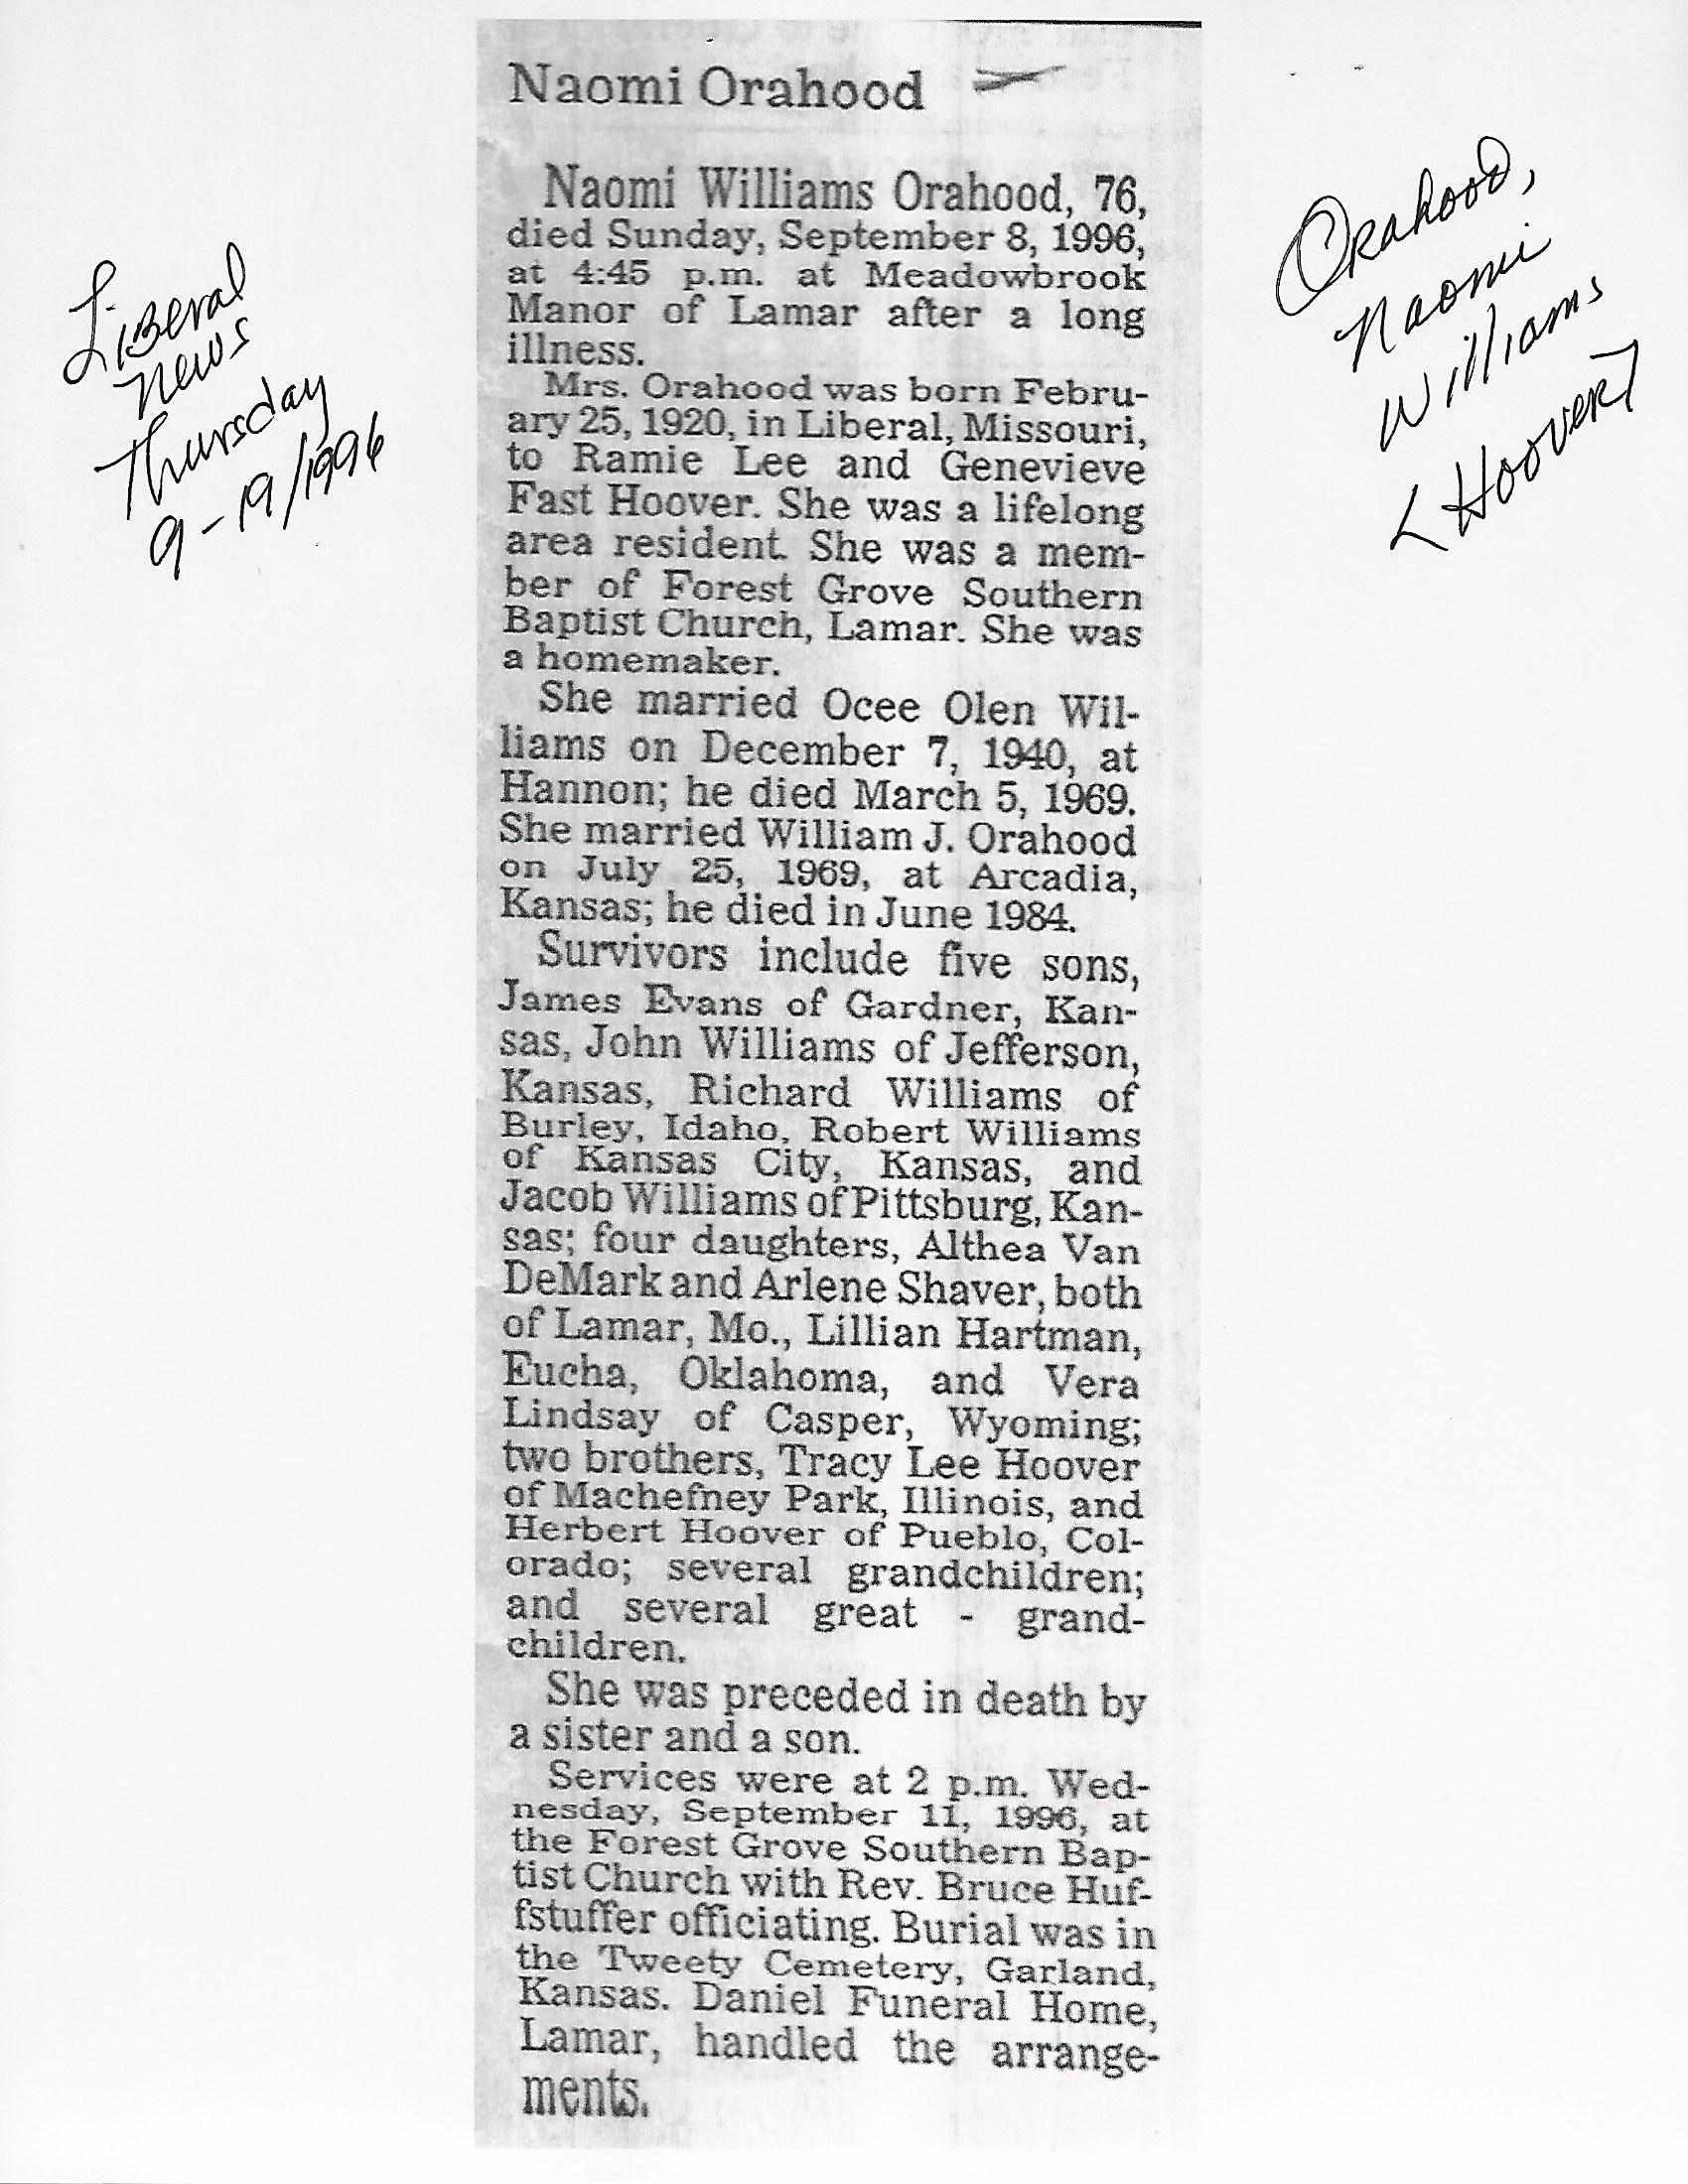 Naomi Orahood
Naomi Williams Orahood, 76,
died Sunday, September 8, 1996,
at 4:45 p.m. at Meadowbrook
Manor of Lamar after a long
illness.
Mrs. Orahood was born Febru-
ary 25, 1920, in Liberal, Missouri,
to Ramie Lee and Genevieve
Fast Hoover. She was a lifelong
area resident. She was a mem-
ber of Forest Grove Southern
Baptist Church, Lamar. She was
a homemaker.
She married Ocee Olen Wil-
liams on December 7, 1940, at
Hannon; he died March 5, 1969.
She married William J. Orahood
on July 25, 1969, at Arcadia,
Kansas; he died in June 1984.
Survivors include five sons,
James Evans of Gardner, Kan-
sas, John Williams of Jefferson,
Kansas, Richard Williams of
Burley, Idaho, Robert Williams
of Kansas City, Kansas, and
Jacob Williams of Pittsburg, Kan-
sas; four daughters, Althea Van
DeMark and Arlene Shaver, both
of Lamar, Mo., Lillian Hartman,
Eucha, Oklahoma, and Vera
Lindsay of Casper, Wyoming;
two brothers, Tracy Lee Hoover
of Machefney Park, Illinois, and
Herbert Hoover of Pueblo, Col-
orado; several grandchildren;
and several great - grand-
children.
She was preceded in death by
a sister and a son.
Services were at 2 p.m. Wed-
nesday, September 11, 1996, at
the Forest Grove Southern Bap-
tist Church with Rev. Bruce Huf-
fstuffer officiating. Burial was in
the Tweety Cemetery, Garland,
Kansas. Daniel Funeral Home,
Lamar, handled the arrange-
ments.
Liberal
News
Thursday
9-19/1996
Orahood,
Naomi
Williams
<Hoover>